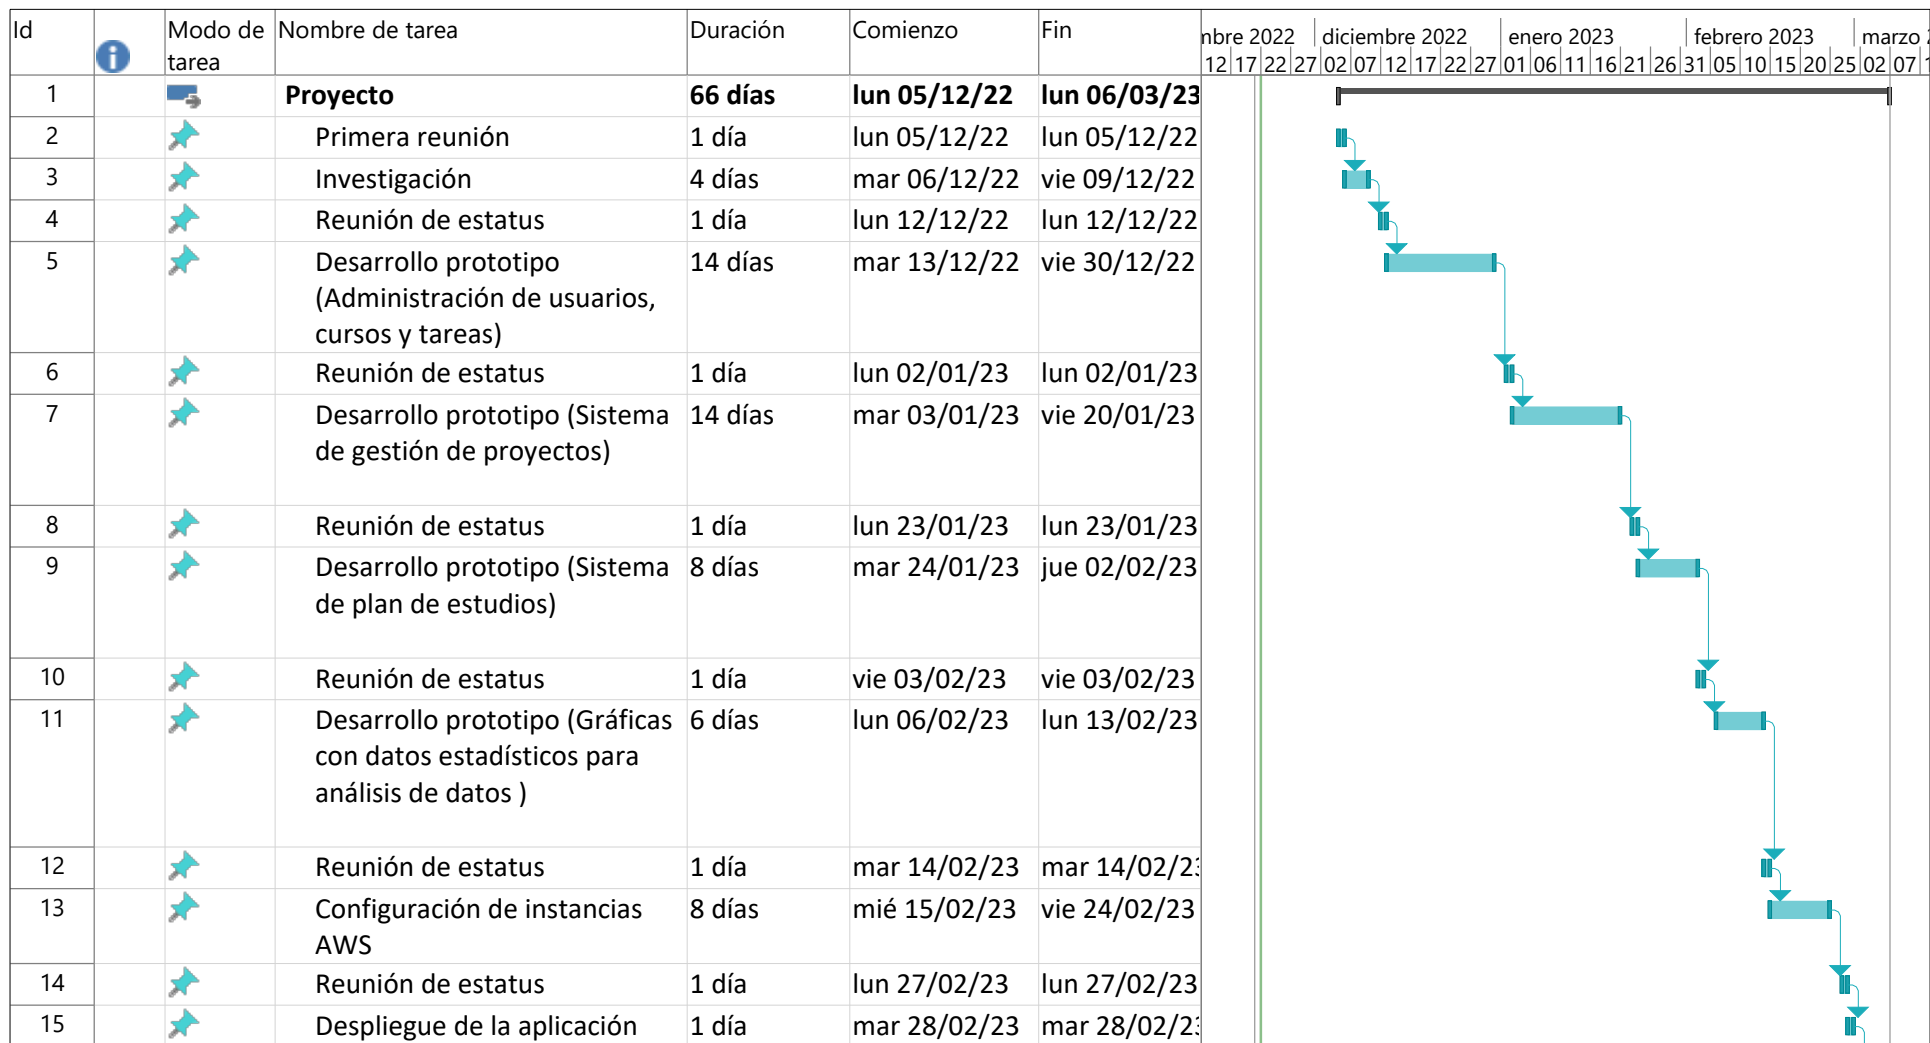 Id
Modo de
tarea
Nombre de tarea
Duración
Comienzo
Fin
nbre 2022 diciembre 2022 enero 2023 febrero 2023 marzo
12 17 22 27 02 07 12 17 22 27 01 06 11 16 21 26 31 05 10 15 20 25 02 07 1
1 Proyecto 66 días lun 05/12/22 lun 06/03/23
2 Primera reunión 1 día lun 05/12/22 lun 05/12/22
3 Investigación 4 días mar 06/12/22 vie 09/12/22
4 Reunión de estatus 1 día lun 12/12/22 lun 12/12/22
5 Desarrollo prototipo 14 días mar 13/12/22 vie 30/12/22
(Administración de usuarios,
cursos y tareas)
6 Reunión de estatus 1 día lun 02/01/23 lun 02/01/23
7 Desarrollo prototipo (Sistema 14 días mar 03/01/23 vie 20/01/23
de gestión de proyectos)
8 Reunión de estatus 1 día lun 23/01/23 lun 23/01/23
9 Desarrollo prototipo (Sistema 8 días mar 24/01/23 jue 02/02/23
de plan de estudios)
10 Reunión de estatus 1 día vie 03/02/23 vie 03/02/23
11 Desarrollo prototipo (Gráficas 6 días lun 06/02/23 lun 13/02/23
con datos estadísticos para
análisis de datos )
12 Reunión de estatus 1 día mar 14/02/23 mar 14/02/23
13 Configuración de instancias 8 días mié 15/02/23 vie 24/02/23
AWS
14 Reunión de estatus 1 día lun 27/02/23 lun 27/02/23
15 Despliegue de la aplicación 1 día mar 28/02/23 mar 28/02/23